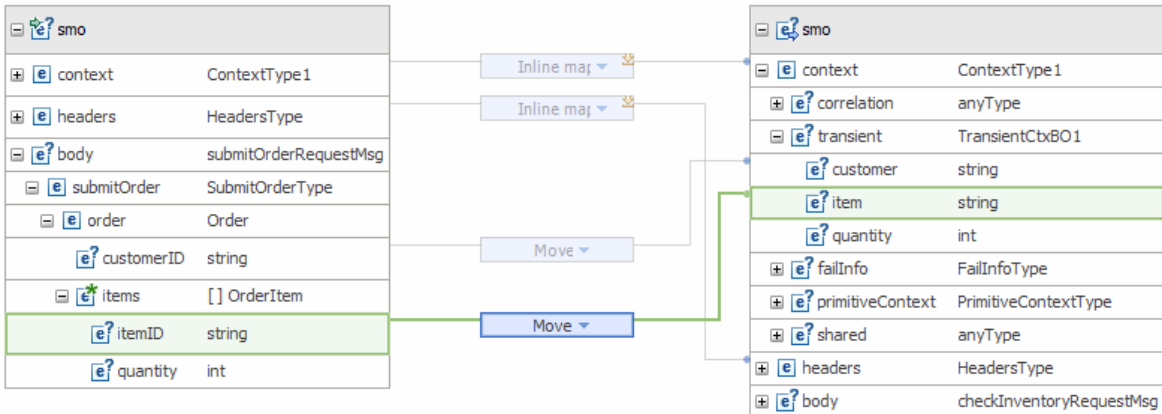 smo
context ContextType1
headers HeadersType
body submitOrderRequestMsg
submitOrder SubmitOrderType
order Order
customerID string
items [ ] OrderItem
itemID string
quantity int
Inline map
Inline map
Move
Move
smo
context ContextType1
correlation anyType
transient TransientCtxBO1
customer string
item string
quantity int
failInfo FailInfoType
primitiveContext PrimitiveContextType
shared anyType
headers HeadersType
body checkInventoryRequestMsg